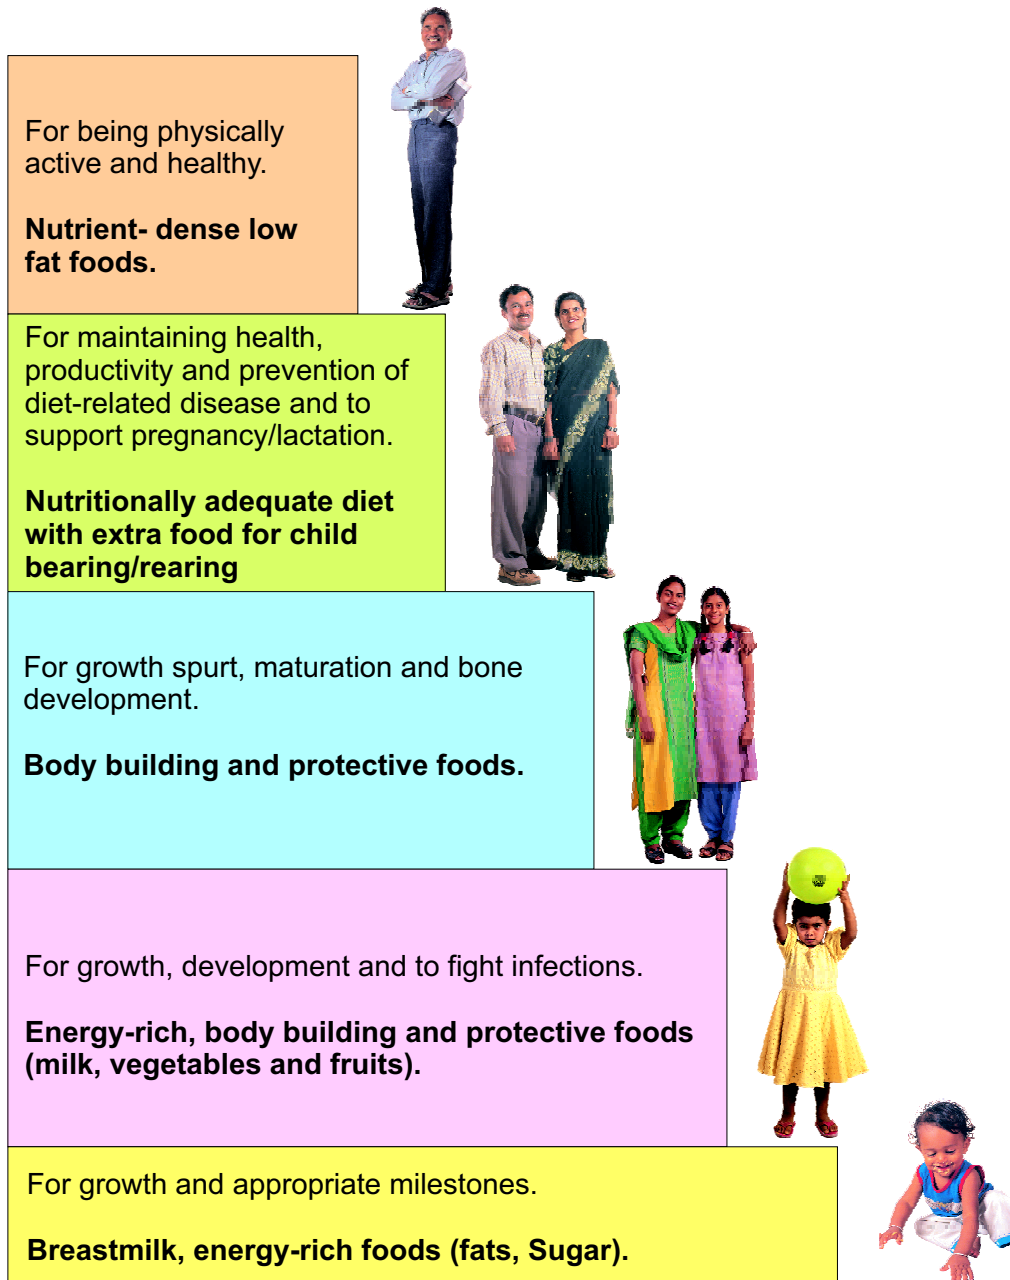 For being physically
active and healthy.
Nutrient- dense low
fat foods.
For maintaining health,
productivity and prevention of
diet-related disease and to
support pregnancy/lactation.
Nutritionally adequate diet
with extra food for child
bearing/rearing
For growth spurt, maturation and bone
development.
Body building and protective foods.
For growth, development and to fight infections.
Energy-rich, body building and protective foods
(milk, vegetables and fruits).
For growth and appropriate milestones.
Breastmilk, energy-rich foods (fats, Sugar).